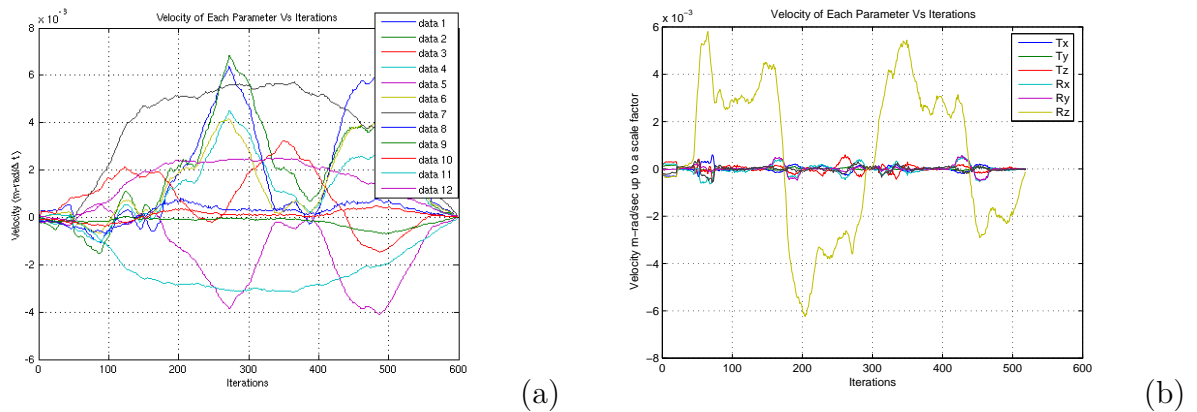 x 10⁻³
Velocity of Each Parameter Vs Iterations
8
6
4
2
0
-2
-4
-6
Velocity {m-rad/Δ t}
0 100 200 300 400 500 600
Iterations
data 1
data 2
data 3
data 4
data 5
data 6
data 7
data 8
data 9
data 10
data 11
data 12
(a)
x 10⁻³
Velocity of Each Parameter Vs Iterations
6
4
2
0
−2
−4
−6
−8
Velocity m−rad/sec up to a scale factor
0 100 200 300 400 500 600
Iterations
Tx
Ty
Tz
Rx
Ry
Rz
(b)